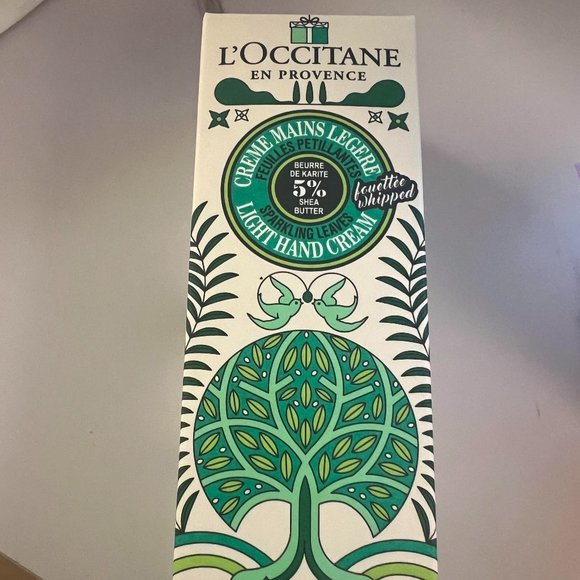 L'OCCITANE
EN PROVENCE
CREME MAINS LEGERE
FEUILLES PETILLANTES
BEURRE
DE KARITE
5%
SHEA
BUTTER
fouettée
whipped
SPARKLING LEAVES
LIGHT HAND CREAM